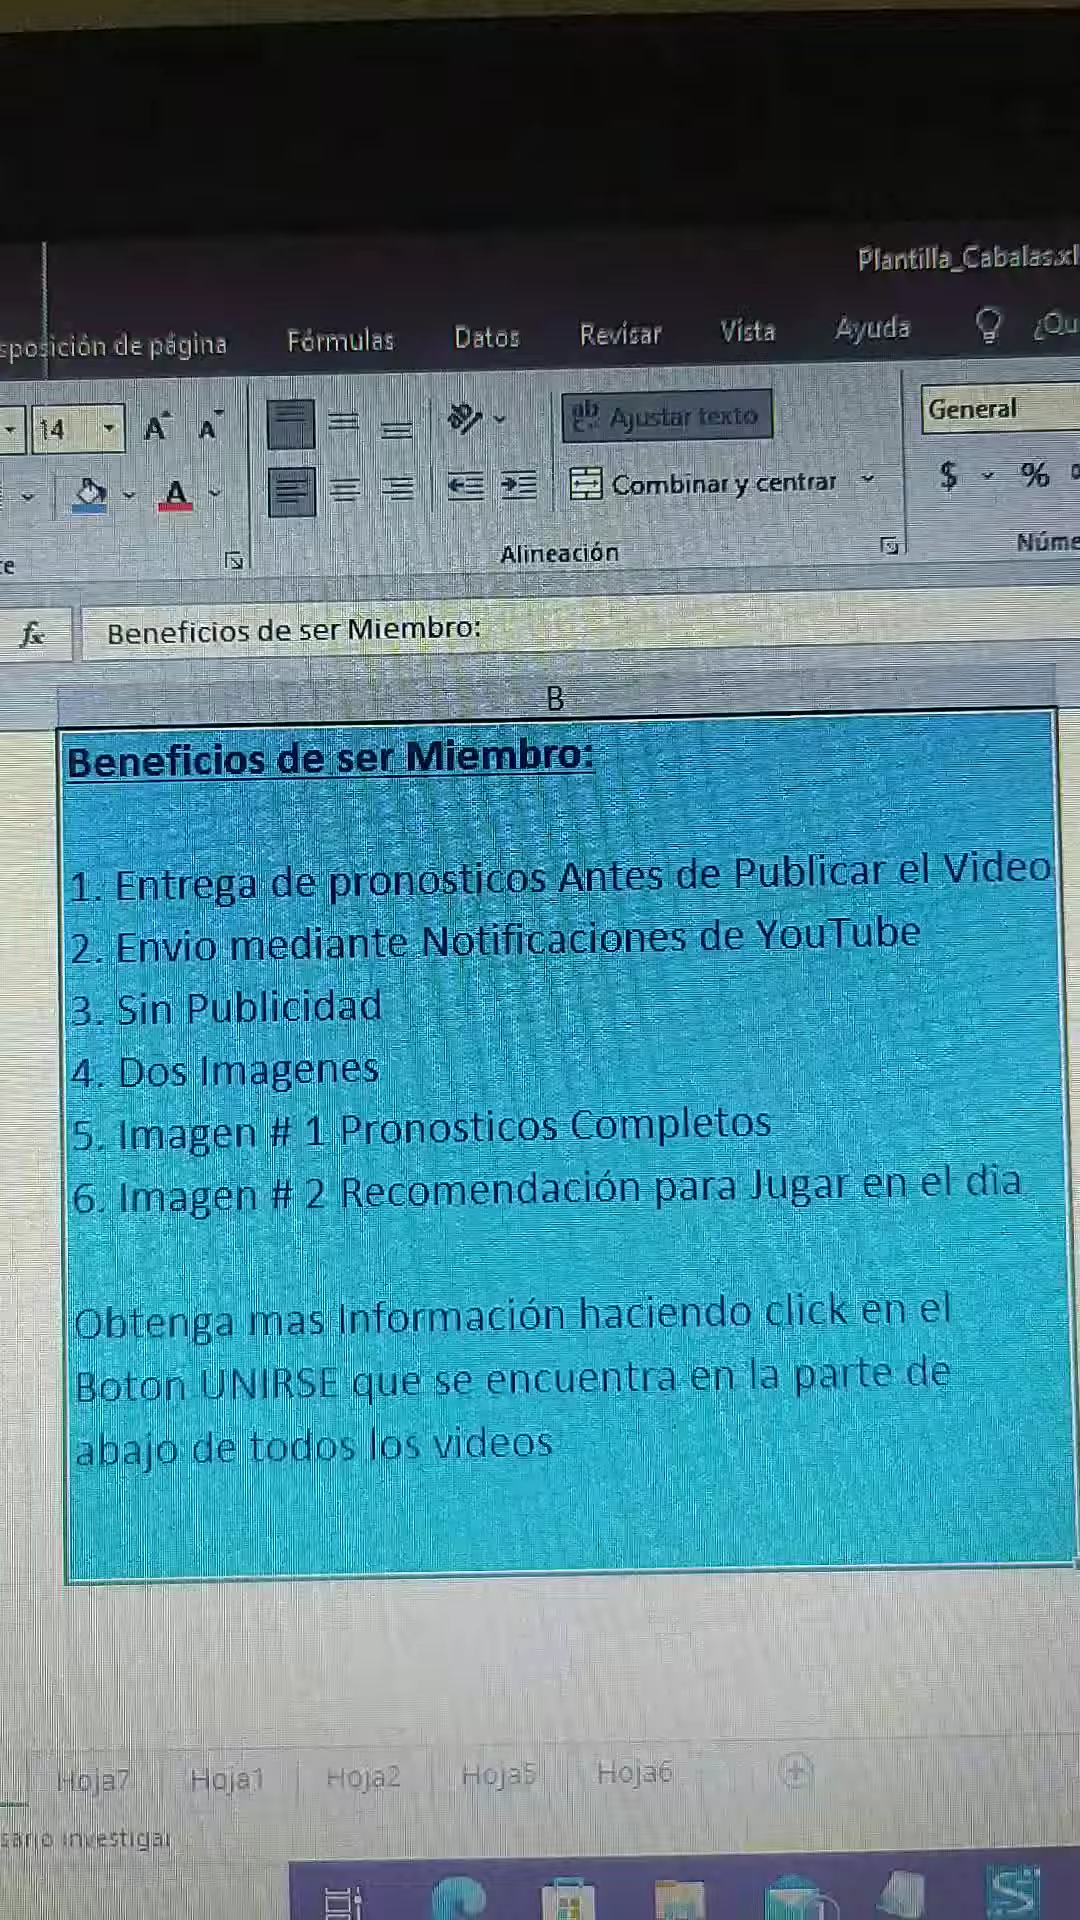 Plantilla_Cabalas.xl
sposición de página Fórmulas Datos Revisar Vista Ayuda ¿Qu
14 A A Ajustar texto General
A Combinar y centrar $ %
Alineación Núme
fx Beneficios de ser Miembro:
B
Beneficios de ser Miembro:
1. Entrega de pronosticos Antes de Publicar el Video
2. Envio mediante Notificaciones de YouTube
3. Sin Publicidad
4. Dos Imagenes
5. Imagen # 1 Pronosticos Completos
6. Imagen # 2 Recomendación para Jugar en el dia
Obtenga mas Información haciendo click en el
Boton UNIRSE que se encuentra en la parte de
abajo de todos los videos
Hoja7 Hoja1 Hoja2 Hoja5 Hoja6
sario investigar